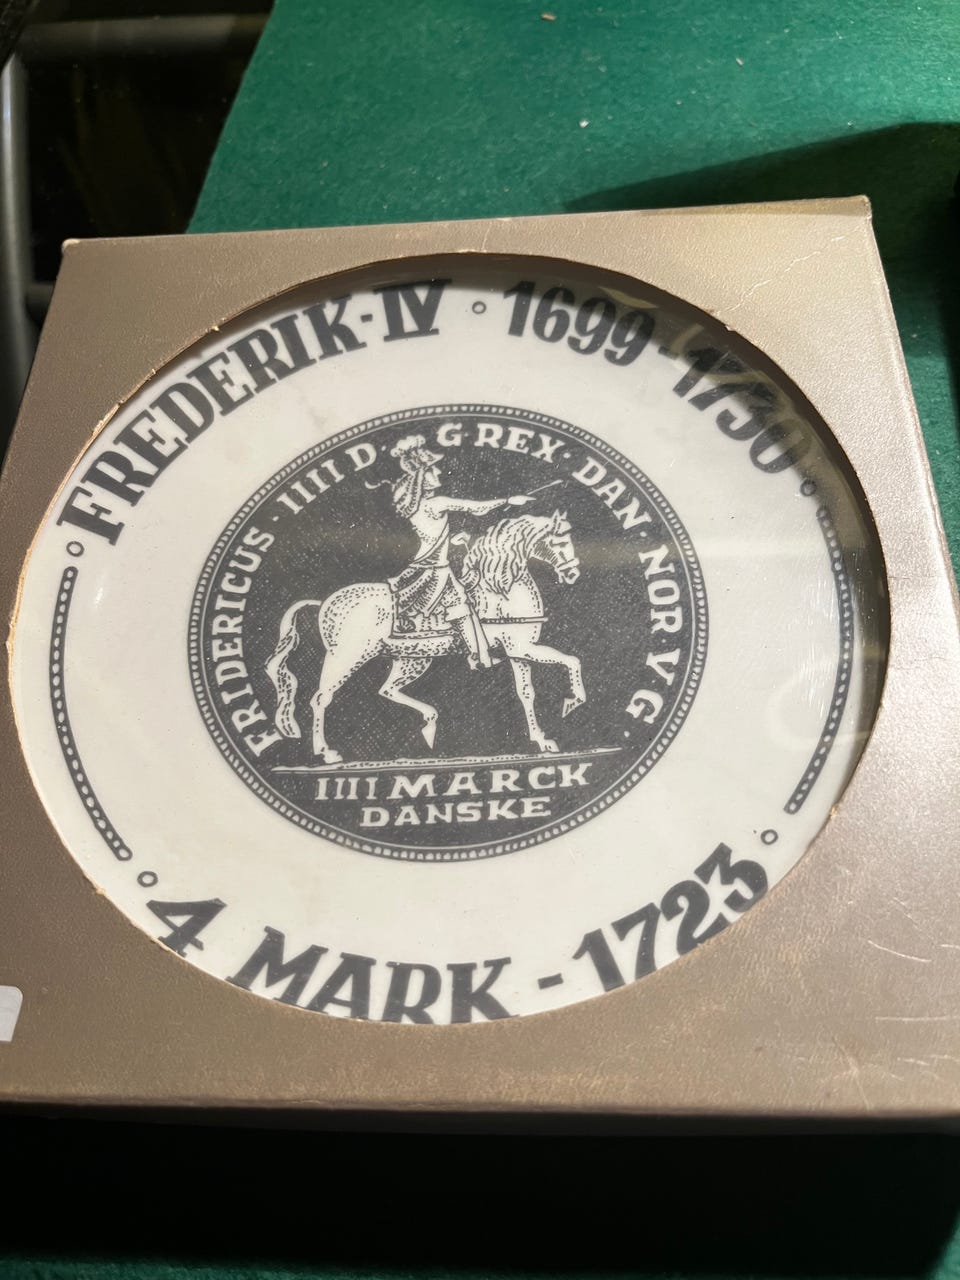 FREDERIK·IV ◦ 1699-1730
FRIDERICUS · IIII D · G · REX · DAN · NOR V G ·
IIII MARCK
DANSKE
4 MARK - 1723